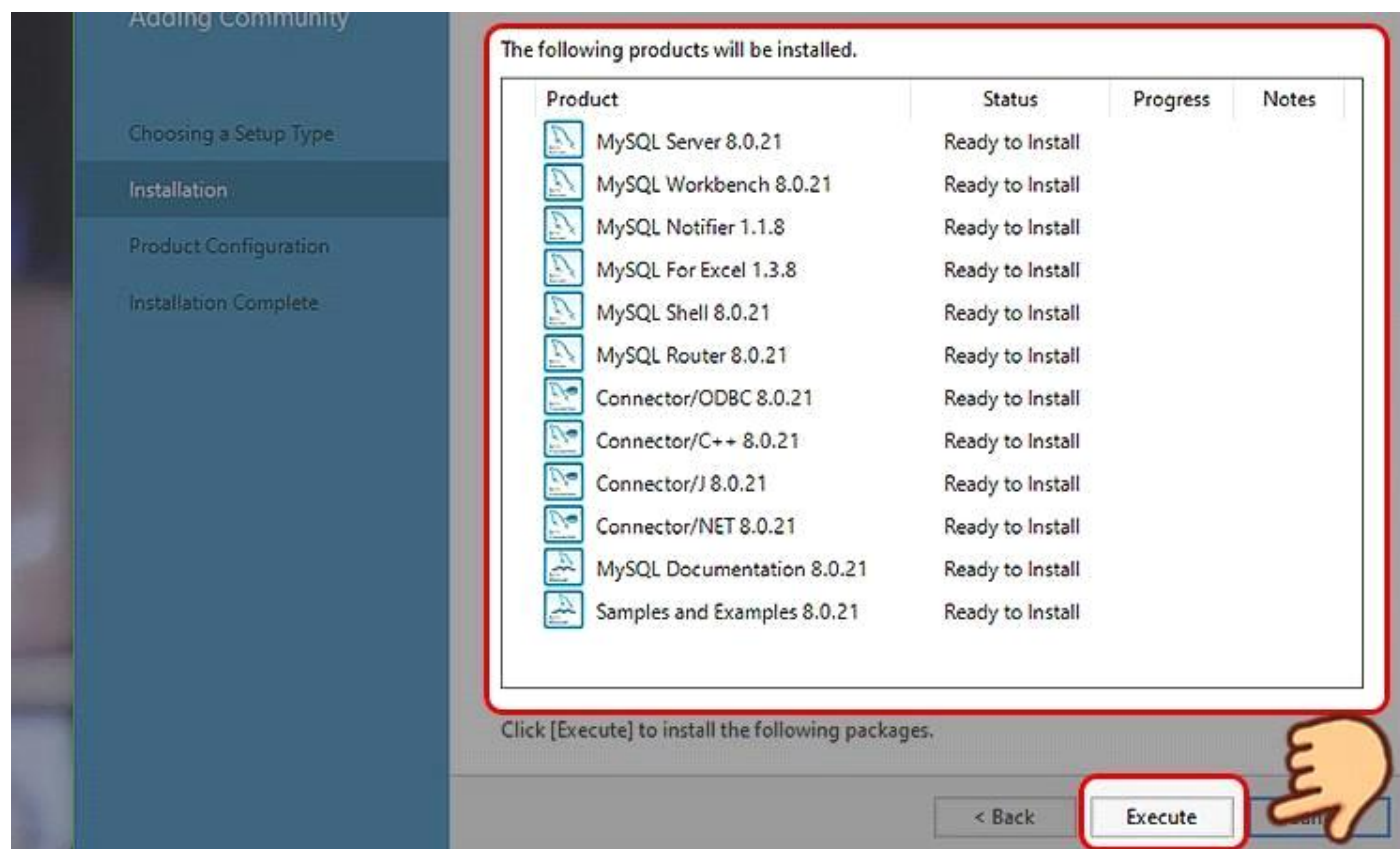 Adding Community
Choosing a Setup Type
Installation
Product Configuration
Installation Complete
The following products will be installed.
Product Status Progress Notes
MySQL Server 8.0.21 Ready to Install
MySQL Workbench 8.0.21 Ready to Install
MySQL Notifier 1.1.8 Ready to Install
MySQL For Excel 1.3.8 Ready to Install
MySQL Shell 8.0.21 Ready to Install
MySQL Router 8.0.21 Ready to Install
Connector/ODBC 8.0.21 Ready to Install
Connector/C++ 8.0.21 Ready to Install
Connector/J 8.0.21 Ready to Install
Connector/NET 8.0.21 Ready to Install
MySQL Documentation 8.0.21 Ready to Install
Samples and Examples 8.0.21 Ready to Install
Click [Execute] to install the following packages.
< Back
Execute